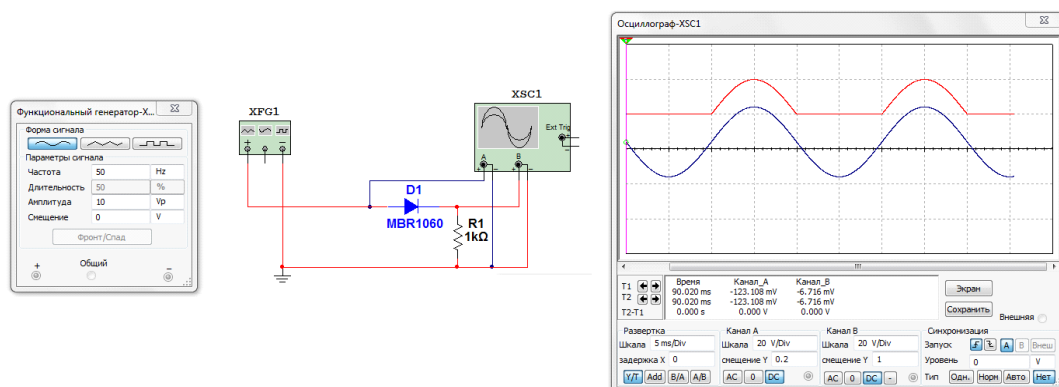 Функциональный генератор-X...
Форма сигнала
Параметры сигнала
Частота 50 Hz
Длительность 50 %
Амплитуда 10 Vp
Смещение 0 V
Фронт/Спад
+ Общий −
XFG1
+ −
XSC1
Ext Trig
+
−
A B
+ − + −
D1
MBR1060
R1
1kΩ
Осциллограф-XSC1
Время Канал_A Канал_B
T1 90.020 ms -123.108 mV -6.716 mV
T2 90.020 ms -123.108 mV -6.716 mV
T2-T1 0.000 s 0.000 V 0.000 V
Экран
Сохранить
Внешняя
Развертка
Шкала 5 ms/Div
задержка X 0
Y/T Add B/A A/B
Канал A
Шкала 20 V/Div
смещение Y 0.2
AC 0 DC
Канал B
Шкала 20 V/Div
смещение Y 1
AC 0 DC -
Синхронизация
Запуск A B Внеш
Уровень 0 V
Тип Одн. Норм Авто Нет